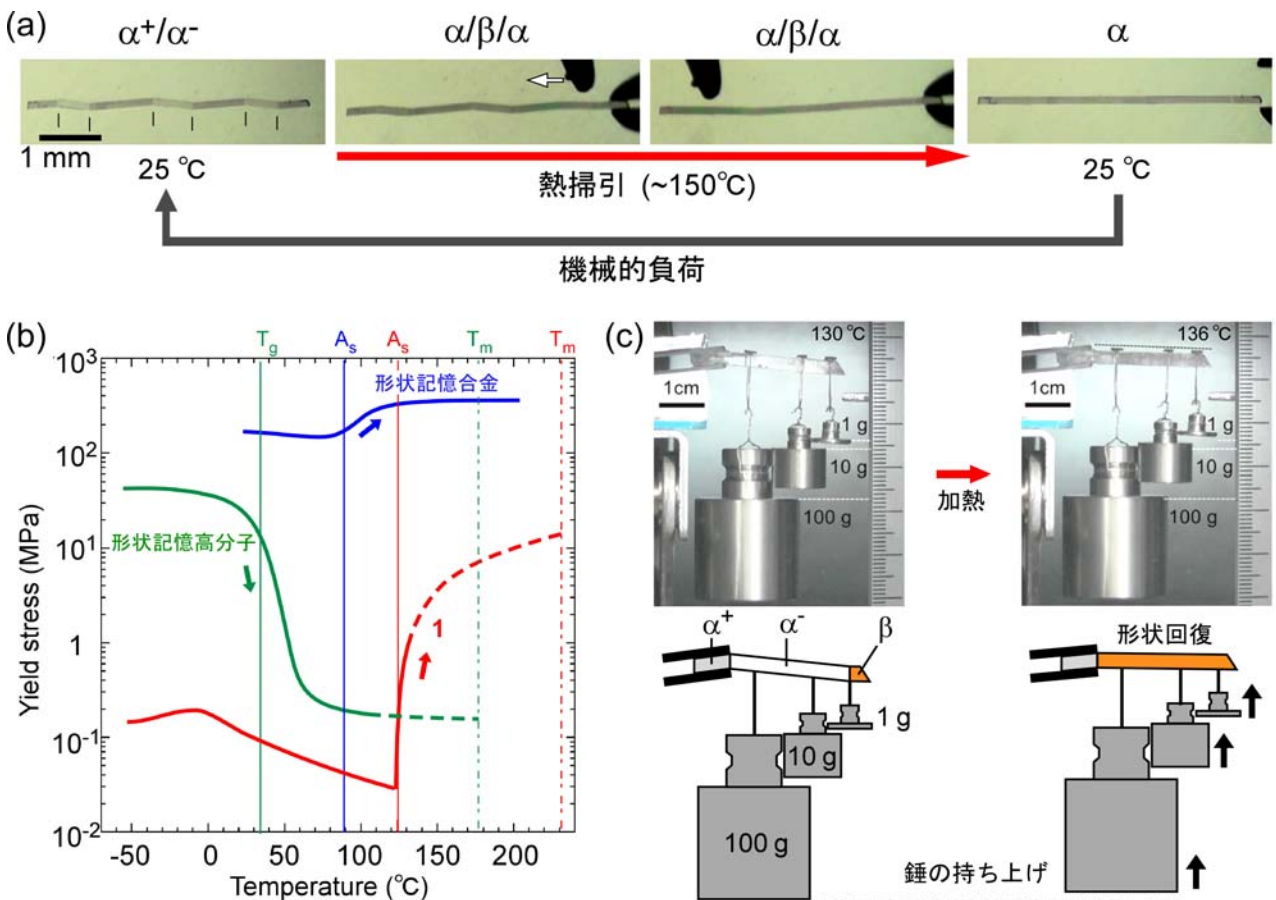 (a)
α⁺/α⁻
α/β/α
α/β/α
α
1 mm
25 ℃
熱掃引 (~150℃)
25 ℃
機械的負荷
(b)
Tg
As
As
Tm
Tm
10³
10²
10¹
1
10⁻¹
10⁻²
Yield stress (MPa)
形状記憶合金
形状記憶高分子
1
-50
0
50
100
150
200
Temperature (℃)
(c)
130 ℃
1cm
1 g
10 g
100 g
加熱
136℃
1cm
1 g
10 g
100 g
α⁺
α⁻
β
1 g
10 g
100 g
形状回復
錘の持ち上げ